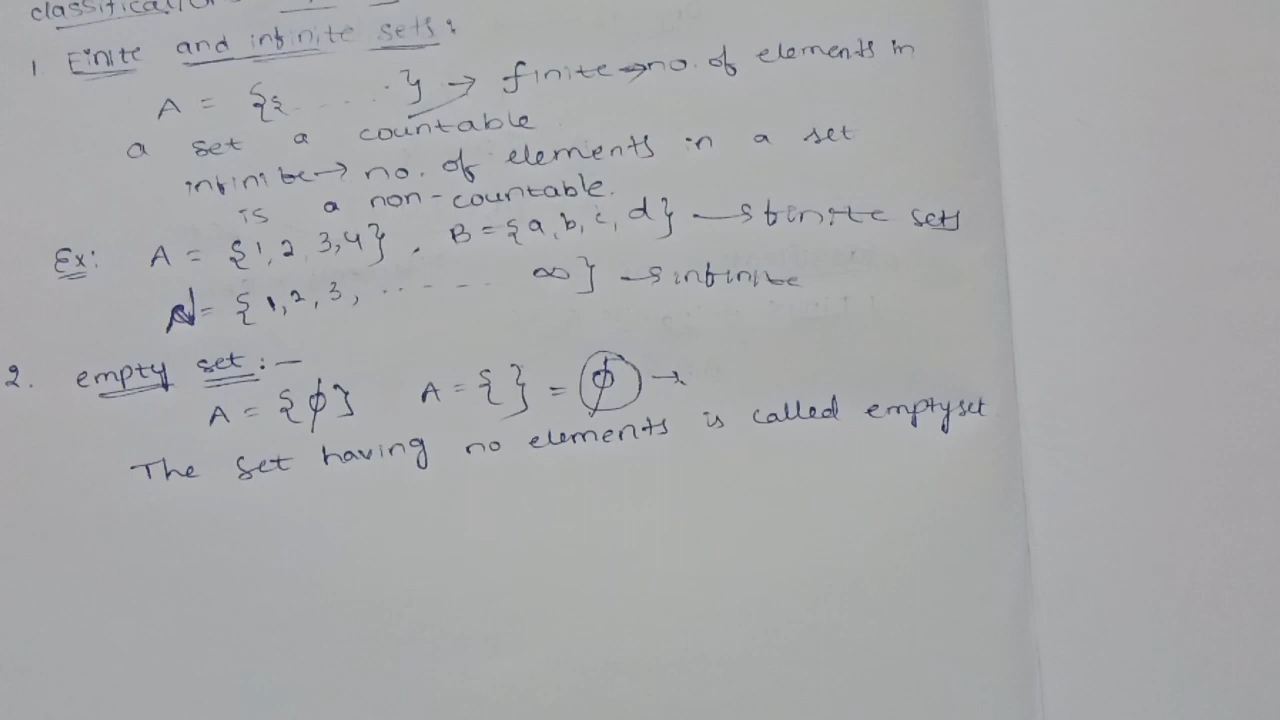 classification
1. Finite and infinite sets:
A = {ξ ......} → finite → no. of elements in
a set a countable
infinite → no. of elements in a set
is a non-countable.
Ex: A = {1, 2, 3, 4}, B = {a, b, c, d} → finite sets
N = {1, 2, 3, ...... ∞} → infinite
2. empty set :-
A = {ϕ} A = { } = ϕ →
The set having no elements is called emptyset